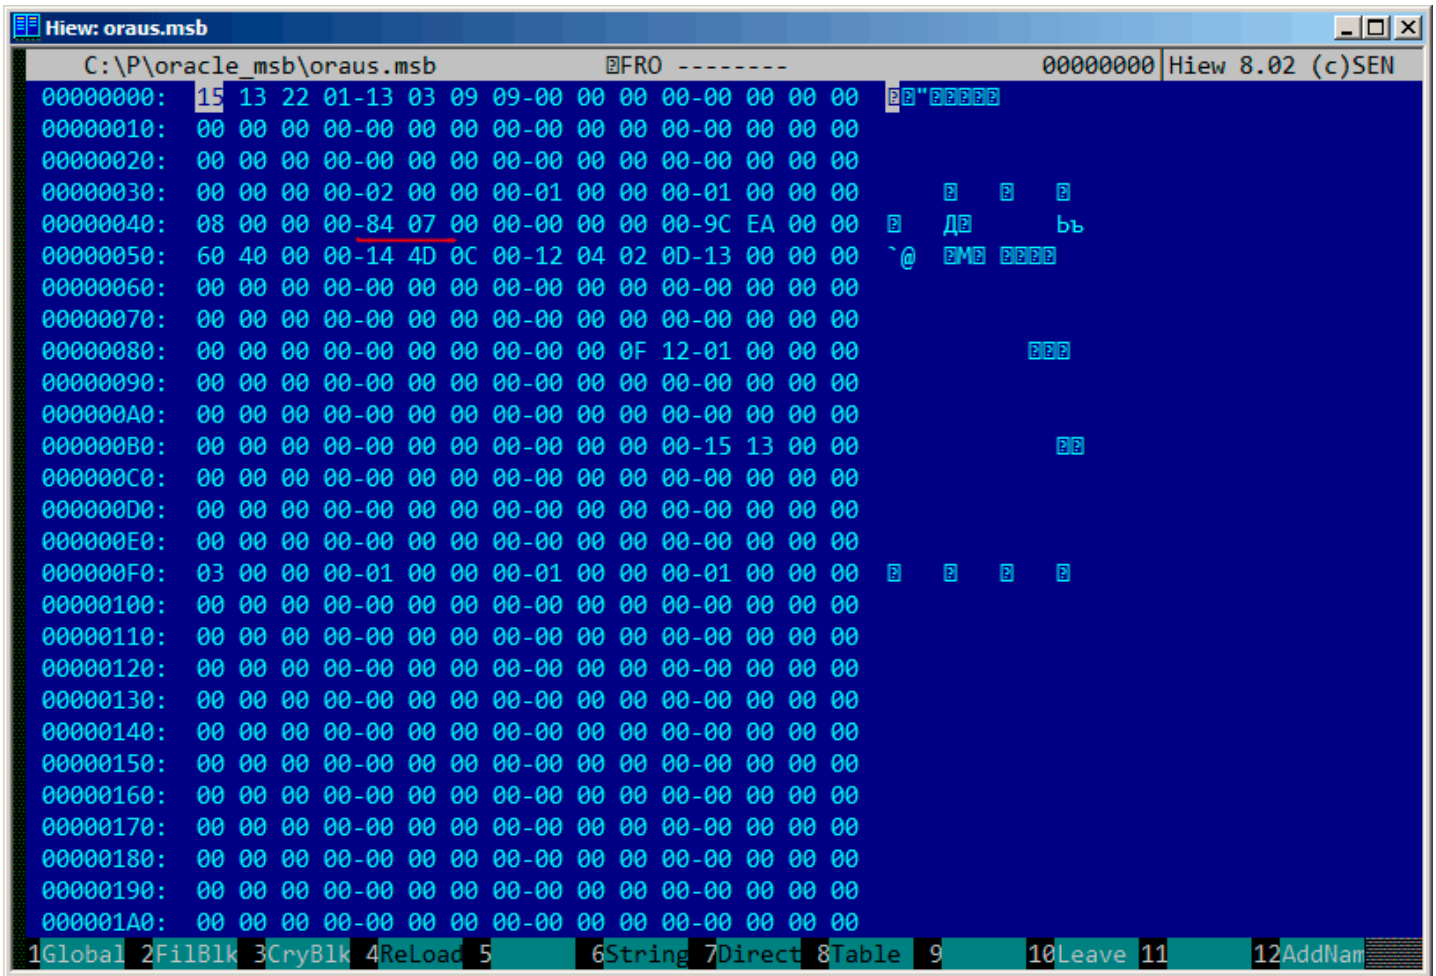 Hiew: oraus.msb
C:\P\oracle_msb\oraus.msb FRO -------- 00000000 Hiew 8.02 (c)SEN
00000000: 15 13 22 01-13 03 09 09-00 00 00 00-00 00 00 00 "
00000010: 00 00 00 00-00 00 00 00-00 00 00 00-00 00 00 00
00000020: 00 00 00 00-00 00 00 00-00 00 00 00-00 00 00 00
00000030: 00 00 00 00-02 00 00 00-01 00 00 00-01 00 00 00
00000040: 08 00 00 00-84 07 00 00-00 00 00 00-9C EA 00 00 Д Ьъ
00000050: 60 40 00 00-14 4D 0C 00-12 04 02 0D-13 00 00 00 `@ M
00000060: 00 00 00 00-00 00 00 00-00 00 00 00-00 00 00 00
00000070: 00 00 00 00-00 00 00 00-00 00 00 00-00 00 00 00
00000080: 00 00 00 00-00 00 00 00-00 00 0F 12-01 00 00 00
00000090: 00 00 00 00-00 00 00 00-00 00 00 00-00 00 00 00
000000A0: 00 00 00 00-00 00 00 00-00 00 00 00-00 00 00 00
000000B0: 00 00 00 00-00 00 00 00-00 00 00 00-15 13 00 00
000000C0: 00 00 00 00-00 00 00 00-00 00 00 00-00 00 00 00
000000D0: 00 00 00 00-00 00 00 00-00 00 00 00-00 00 00 00
000000E0: 00 00 00 00-00 00 00 00-00 00 00 00-00 00 00 00
000000F0: 03 00 00 00-01 00 00 00-01 00 00 00-01 00 00 00
00000100: 00 00 00 00-00 00 00 00-00 00 00 00-00 00 00 00
00000110: 00 00 00 00-00 00 00 00-00 00 00 00-00 00 00 00
00000120: 00 00 00 00-00 00 00 00-00 00 00 00-00 00 00 00
00000130: 00 00 00 00-00 00 00 00-00 00 00 00-00 00 00 00
00000140: 00 00 00 00-00 00 00 00-00 00 00 00-00 00 00 00
00000150: 00 00 00 00-00 00 00 00-00 00 00 00-00 00 00 00
00000160: 00 00 00 00-00 00 00 00-00 00 00 00-00 00 00 00
00000170: 00 00 00 00-00 00 00 00-00 00 00 00-00 00 00 00
00000180: 00 00 00 00-00 00 00 00-00 00 00 00-00 00 00 00
00000190: 00 00 00 00-00 00 00 00-00 00 00 00-00 00 00 00
000001A0: 00 00 00 00-00 00 00 00-00 00 00 00-00 00 00 00
1Global 2FilBlk 3CryBlk 4ReLoad 5 6String 7Direct 8Table 9 10Leave 11 12AddNam